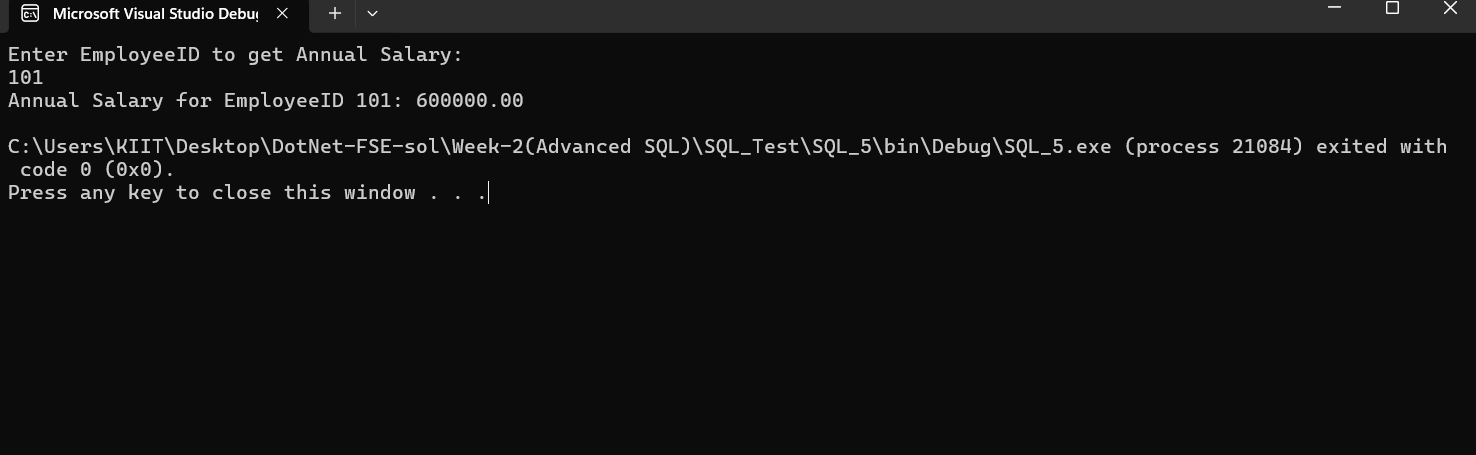 Microsoft Visual Studio Debug
Enter EmployeeID to get Annual Salary:
101
Annual Salary for EmployeeID 101: 600000.00
C:\Users\KIIT\Desktop\DotNet-FSE-sol\Week-2(Advanced SQL)\SQL_Test\SQL_5\bin\Debug\SQL_5.exe (process 21084) exited with
code 0 (0x0).
Press any key to close this window . . .